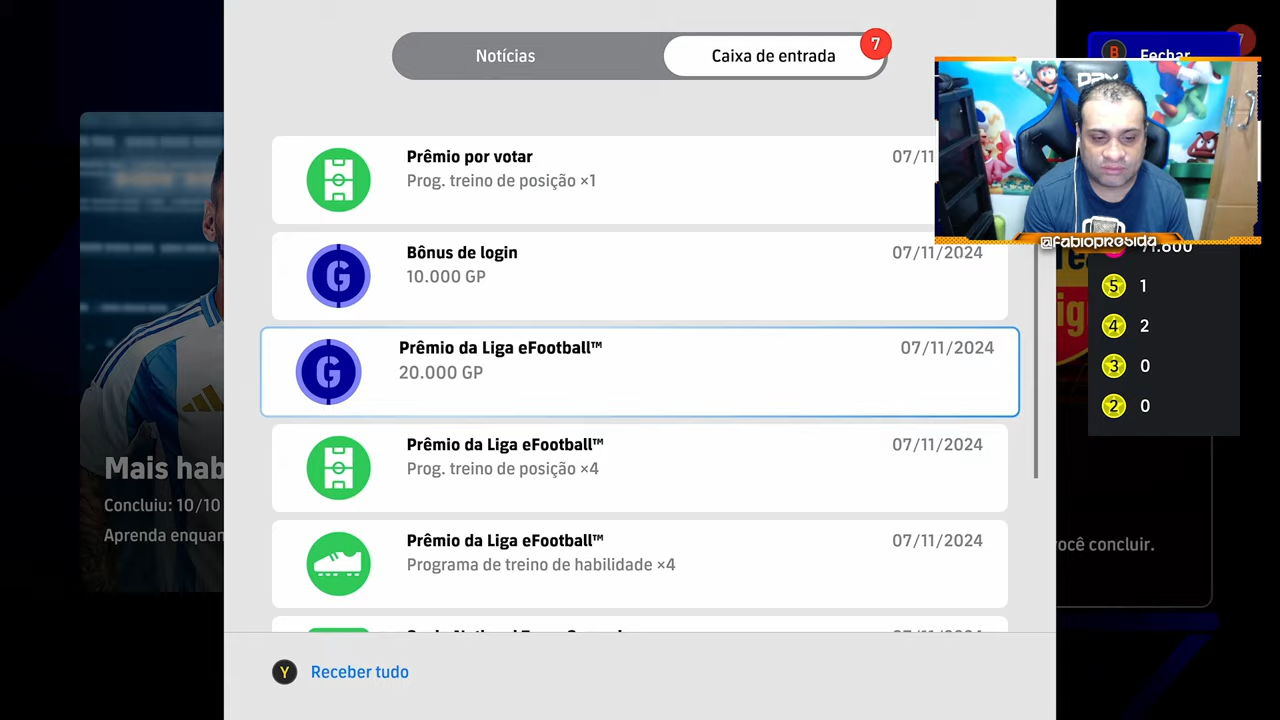 Notícias
Caixa de entrada
7
B Fechar
Prêmio por votar
07/11
Prog. treino de posição ×1
@fabiopresida
Bônus de login
07/11/2024
10.000 GP
71.600
5 1
4 2
3 0
2 0
Prêmio da Liga eFootball™
07/11/2024
20.000 GP
Prêmio da Liga eFootball™
07/11/2024
Prog. treino de posição ×4
Mais hab
Concluiu: 10/10
Aprenda enquan
Prêmio da Liga eFootball™
07/11/2024
Programa de treino de habilidade ×4
você concluir.
Y Receber tudo